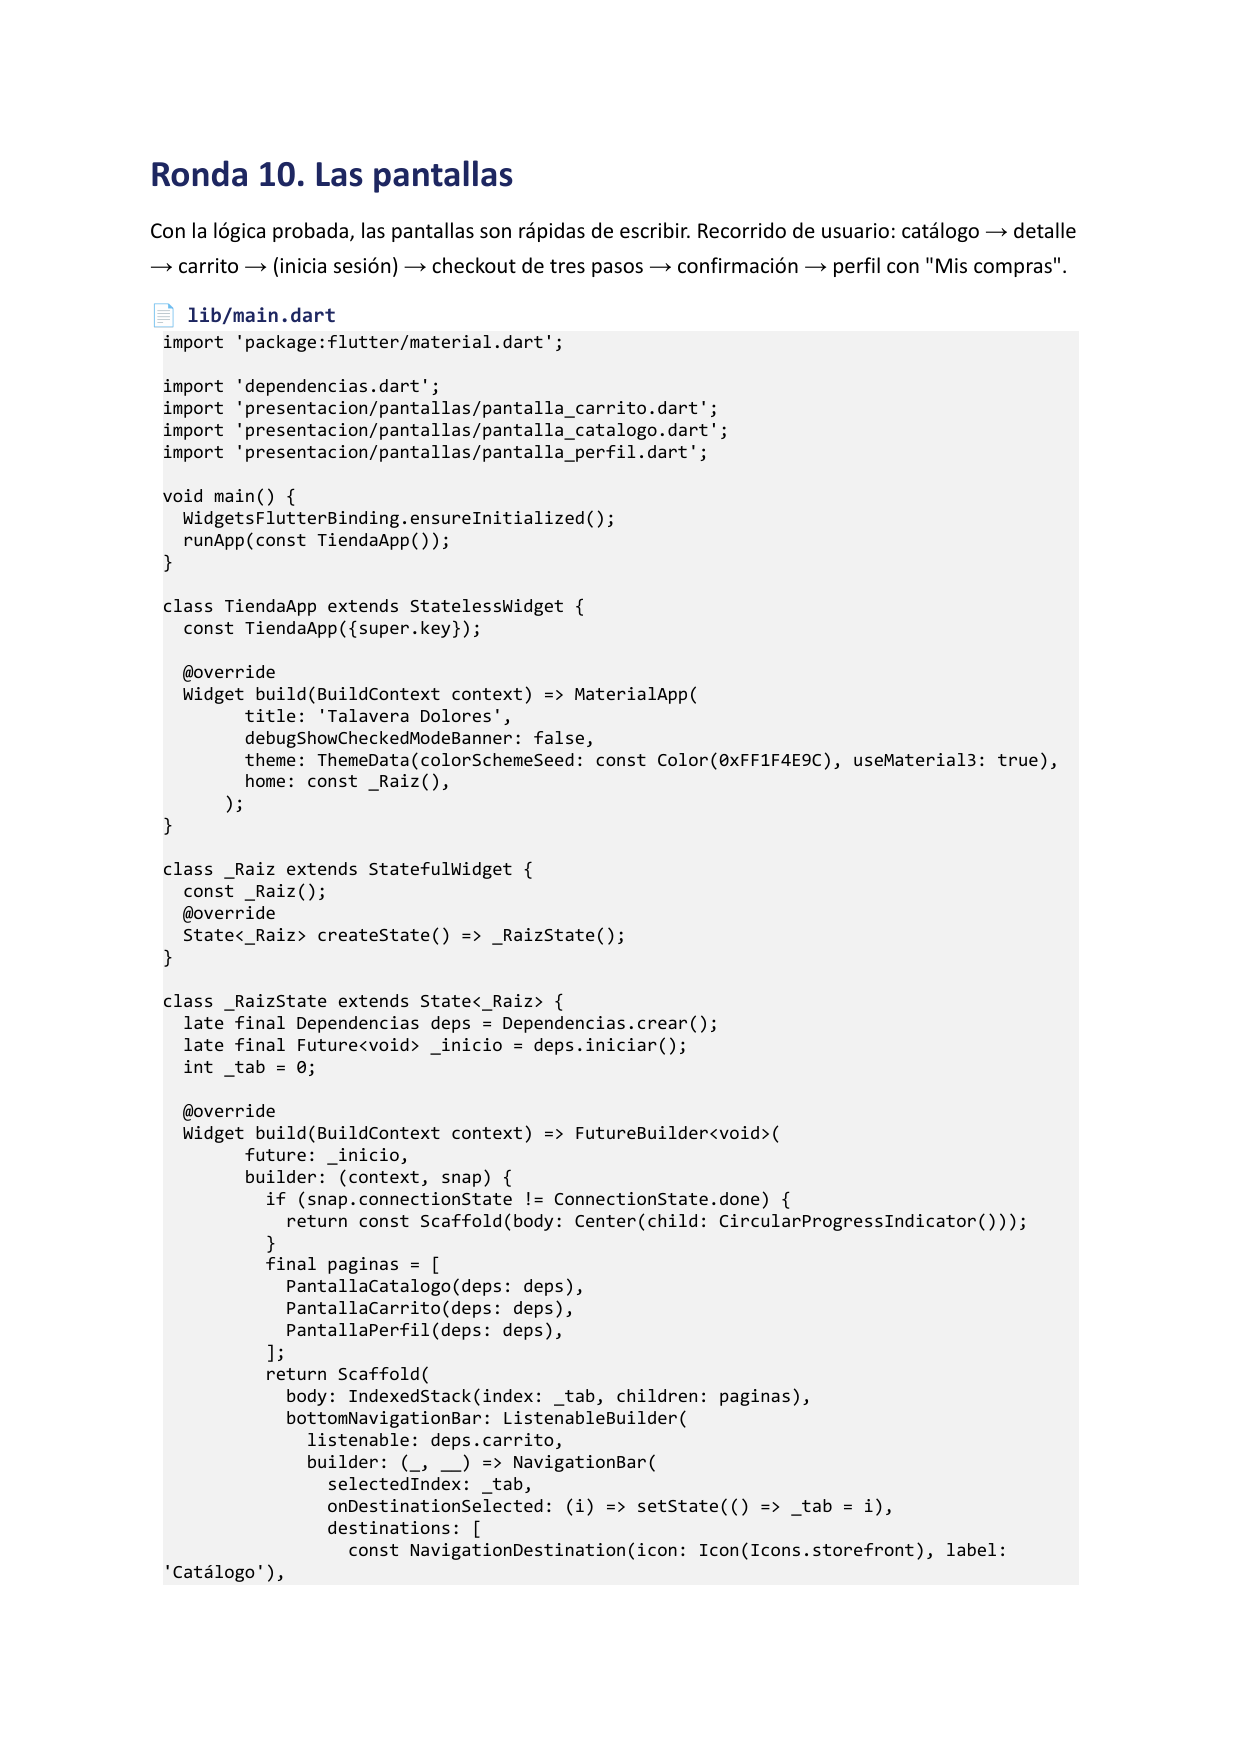 Ronda 10. Las pantallas
Con la lógica probada, las pantallas son rápidas de escribir. Recorrido de usuario: catálogo → detalle
→ carrito → (inicia sesión) → checkout de tres pasos → confirmación → perfil con "Mis compras".
lib/main.dart
import 'package:flutter/material.dart';

import 'dependencias.dart';
import 'presentacion/pantallas/pantalla_carrito.dart';
import 'presentacion/pantallas/pantalla_catalogo.dart';
import 'presentacion/pantallas/pantalla_perfil.dart';

void main() {
  WidgetsFlutterBinding.ensureInitialized();
  runApp(const TiendaApp());
}

class TiendaApp extends StatelessWidget {
  const TiendaApp({super.key});

  @override
  Widget build(BuildContext context) => MaterialApp(
        title: 'Talavera Dolores',
        debugShowCheckedModeBanner: false,
        theme: ThemeData(colorSchemeSeed: const Color(0xFF1F4E9C), useMaterial3: true),
        home: const _Raiz(),
      );
}

class _Raiz extends StatefulWidget {
  const _Raiz();
  @override
  State<_Raiz> createState() => _RaizState();
}

class _RaizState extends State<_Raiz> {
  late final Dependencias deps = Dependencias.crear();
  late final Future<void> _inicio = deps.iniciar();
  int _tab = 0;

  @override
  Widget build(BuildContext context) => FutureBuilder<void>(
        future: _inicio,
        builder: (context, snap) {
          if (snap.connectionState != ConnectionState.done) {
            return const Scaffold(body: Center(child: CircularProgressIndicator()));
          }
          final paginas = [
            PantallaCatalogo(deps: deps),
            PantallaCarrito(deps: deps),
            PantallaPerfil(deps: deps),
          ];
          return Scaffold(
            body: IndexedStack(index: _tab, children: paginas),
            bottomNavigationBar: ListenableBuilder(
              listenable: deps.carrito,
              builder: (_, __) => NavigationBar(
                selectedIndex: _tab,
                onDestinationSelected: (i) => setState(() => _tab = i),
                destinations: [
                  const NavigationDestination(icon: Icon(Icons.storefront), label:
'Catálogo'),